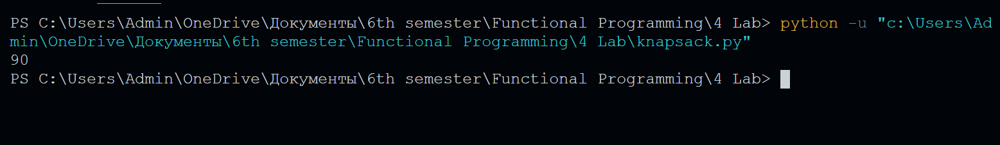 PS C:\Users\Admin\OneDrive\Документы\6th semester\Functional Programming\4 Lab> python -u "c:\Users\Ad
min\OneDrive\Документы\6th semester\Functional Programming\4 Lab\knapsack.py"
90
PS C:\Users\Admin\OneDrive\Документы\6th semester\Functional Programming\4 Lab>